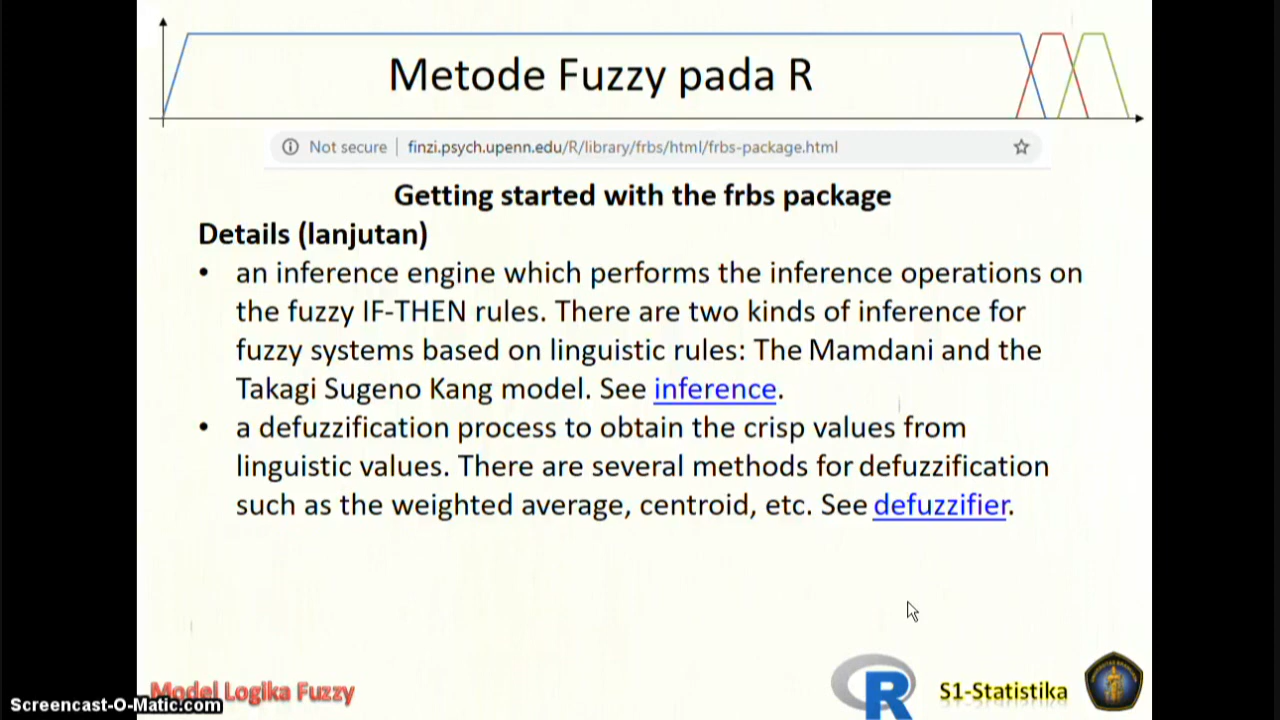 Metode Fuzzy pada R
Not secure | finzi.psych.upenn.edu/R/library/frbs/html/frbs-package.html
Getting started with the frbs package
Details (lanjutan)
• an inference engine which performs the inference operations on
the fuzzy IF-THEN rules. There are two kinds of inference for
fuzzy systems based on linguistic rules: The Mamdani and the
Takagi Sugeno Kang model. See inference.
• a defuzzification process to obtain the crisp values from
linguistic values. There are several methods for defuzzification
such as the weighted average, centroid, etc. See defuzzifier.
Model Logika Fuzzy
R
S1-Statistika
Screencast-O-Matic.com